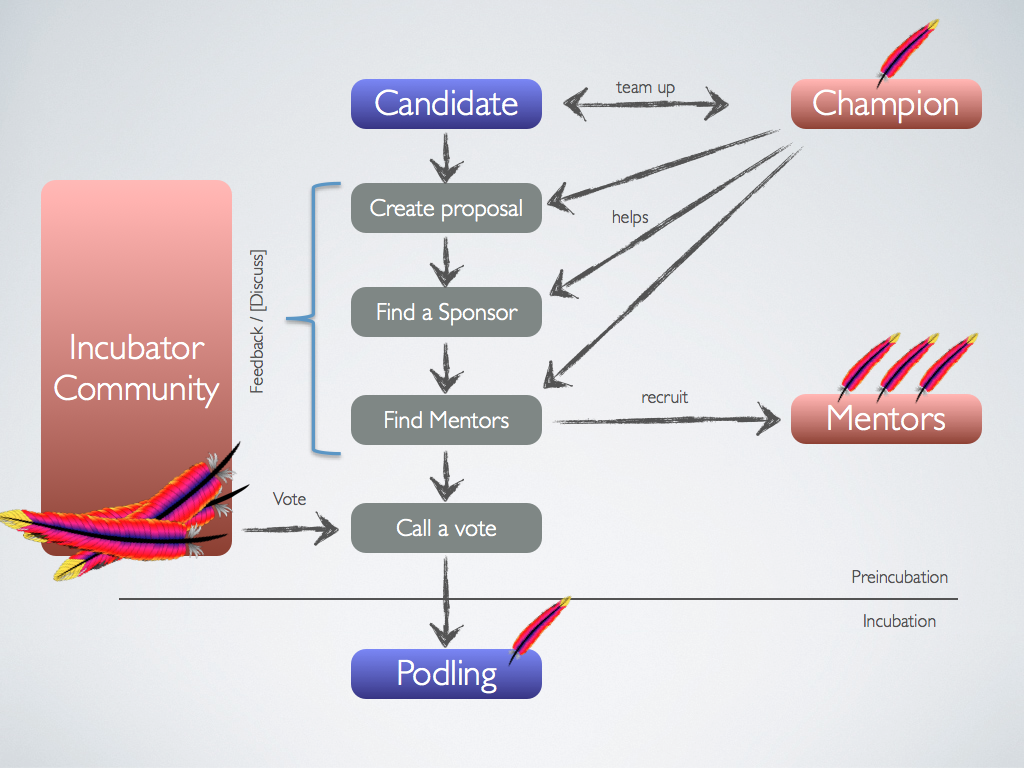 Candidate
team up
Champion
Create proposal
helps
Feedback / [Discuss]
Find a Sponsor
Incubator
Community
Find Mentors
recruit
Mentors
Vote
Call a vote
Preincubation
Incubation
Podling